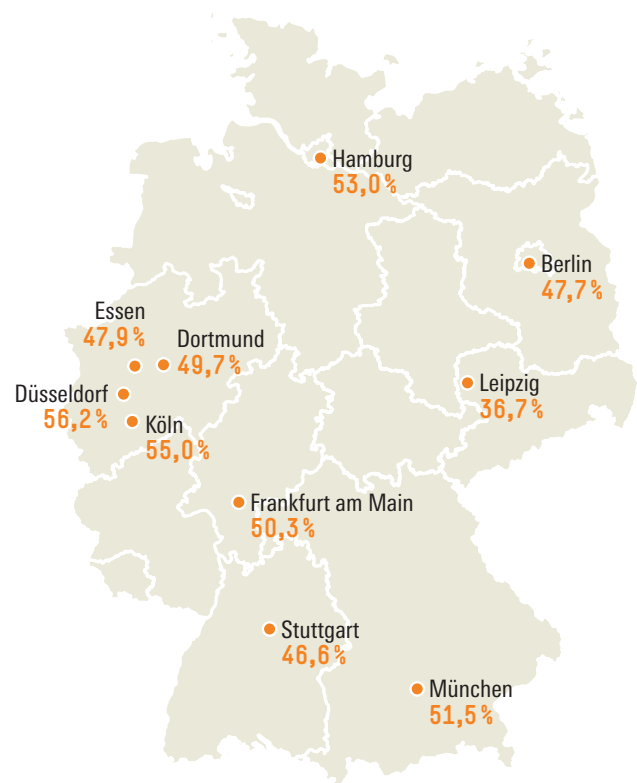 Hamburg
53,0 %
Berlin
47,7 %
Essen
47,9 %
Dortmund
49,7 %
Leipzig
36,7 %
Düsseldorf
56,2 %
Köln
55,0 %
Frankfurt am Main
50,3 %
Stuttgart
46,6 %
München
51,5 %